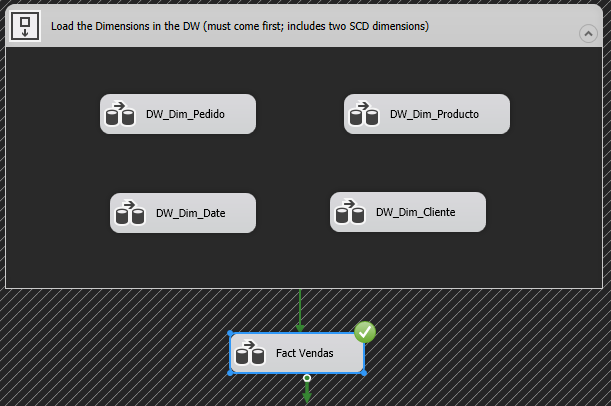 Load the Dimensions in the DW (must come first; includes two SCD dimensions)
DW_Dim_Pedido
DW_Dim_Producto
DW_Dim_Date
DW_Dim_Cliente
Fact Vendas